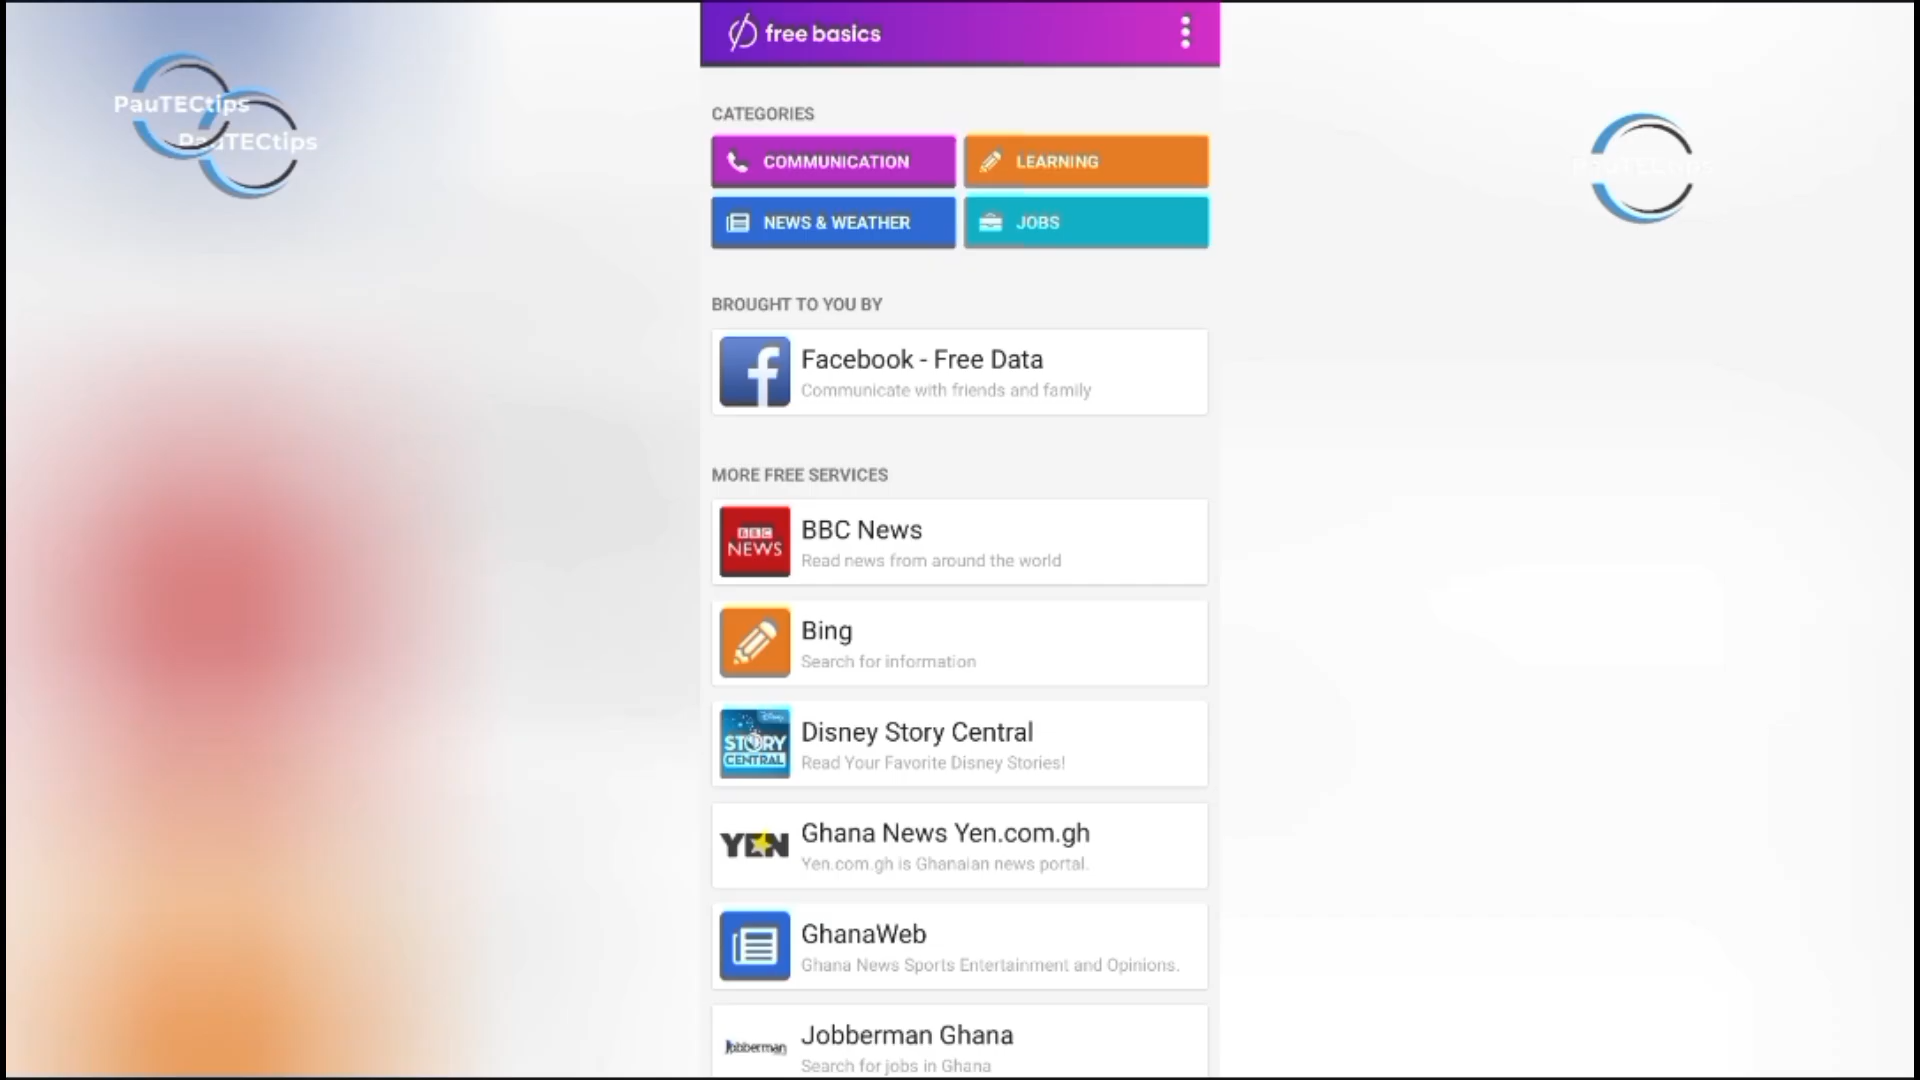 PauTECtips
PauTECtips
free basics
CATEGORIES
COMMUNICATION
LEARNING
NEWS & WEATHER
JOBS
BROUGHT TO YOU BY
Facebook - Free Data
Communicate with friends and family
MORE FREE SERVICES
BBC
NEWS
BBC News
Read news from around the world
Bing
Search for information
Disney
STORY
CENTRAL
Disney Story Central
Read Your Favorite Disney Stories!
YEN
Ghana News Yen.com.gh
Yen.com.gh is Ghanaian news portal.
GhanaWeb
Ghana News Sports Entertainment and Opinions.
Jobberman
Jobberman Ghana
Search for jobs in Ghana